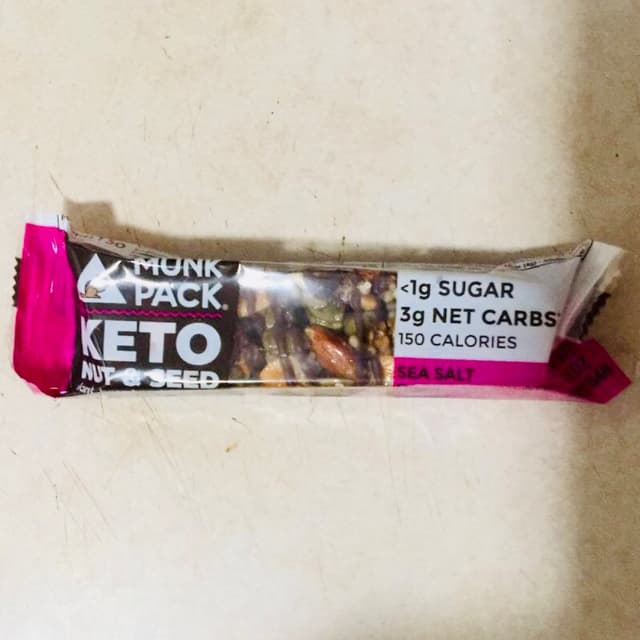 MUNK
PACK®
KETO
NUT & SEED
<1g SUGAR
3g NET CARBS*
150 CALORIES
SEA SALT